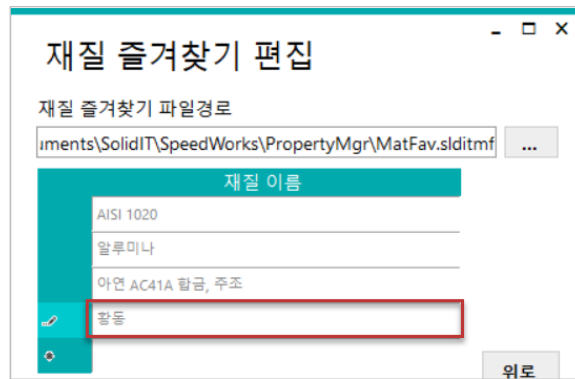 재질 즐겨찾기 편집
재질 즐겨찾기 파일경로
uments\SolidIT\SpeedWorks\PropertyMgr\MatFav.slditmf
...
재질 이름
AISI 1020
알루미나
아연 AC41A 합금, 주조
황동
위로